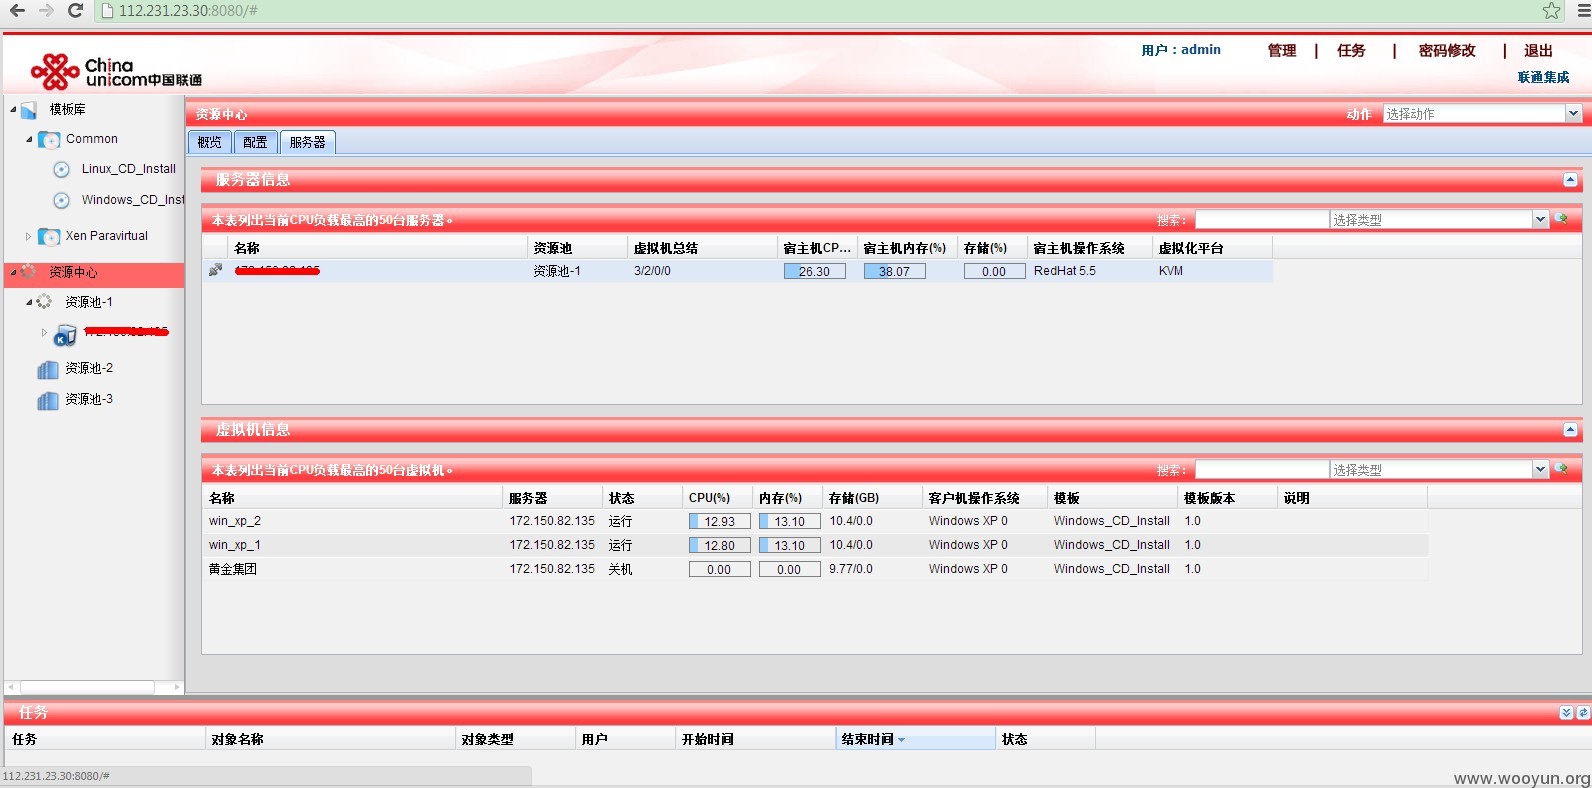 112.231.23.30:8080/#
China
unicom中国联通
用户：admin
管理 | 任务 | 密码修改 | 退出
联通集成
模板库
Common
Linux_CD_Install
Windows_CD_Inst
Xen Paravirtual
资源中心
资源池-1
资源池-2
资源池-3
资源中心
动作 选择动作
概览 配置 服务器
服务器信息
本表列出当前CPU负载最高的50台服务器。
搜索： 选择类型
名称 资源池 虚拟机总结 宿主机CP... 宿主机内存(%) 存储(%) 宿主机操作系统 虚拟化平台
资源池-1 3/2/0/0 26.30 38.07 0.00 RedHat 5.5 KVM
虚拟机信息
本表列出当前CPU负载最高的50台虚拟机。
搜索： 选择类型
名称 服务器 状态 CPU(%) 内存(%) 存储(GB) 客户机操作系统 模板 模板版本 说明
win_xp_2 172.150.82.135 运行 12.93 13.10 10.4/0.0 Windows XP 0 Windows_CD_Install 1.0
win_xp_1 172.150.82.135 运行 12.80 13.10 10.4/0.0 Windows XP 0 Windows_CD_Install 1.0
黄金集团 172.150.82.135 关机 0.00 0.00 9.77/0.0 Windows XP 0 Windows_CD_Install 1.0
任务
任务 对象名称 对象类型 用户 开始时间 结束时间 状态
112.231.23.30:8080/#
www.wooyun.org